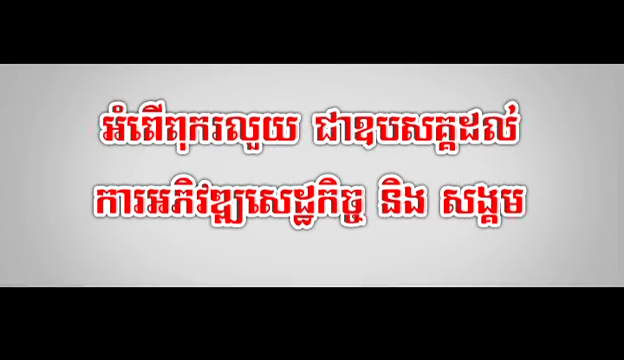 អំពើពុករលួយ ជាឧបសគ្គដល់
ការអភិវឌ្ឍសេដ្ឋកិច្ច និង សង្គម